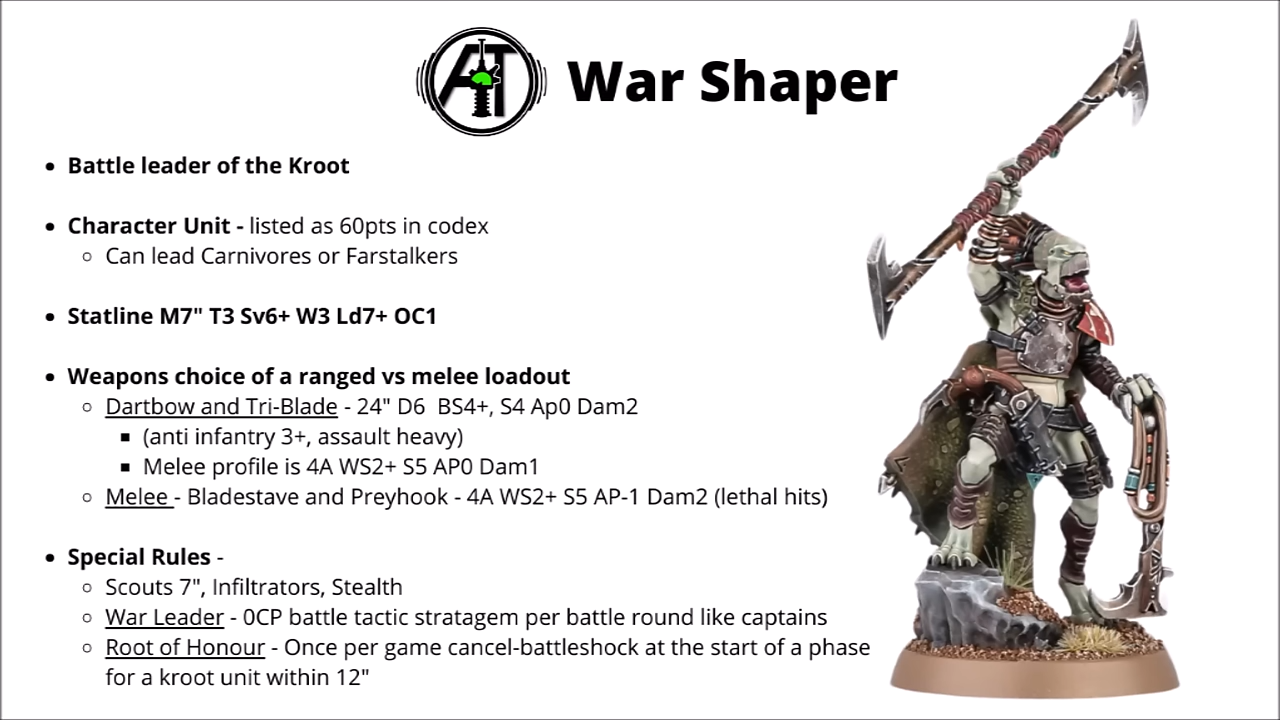 AT War Shaper
• Battle leader of the Kroot
• Character Unit - listed as 60pts in codex
◦ Can lead Carnivores or Farstalkers
• Statline M7" T3 Sv6+ W3 Ld7+ OC1
• Weapons choice of a ranged vs melee loadout
◦ Dartbow and Tri-Blade - 24" D6  BS4+, S4 Ap0 Dam2
▪ (anti infantry 3+, assault heavy)
▪ Melee profile is 4A WS2+ S5 AP0 Dam1
◦ Melee - Bladestave and Preyhook - 4A WS2+ S5 AP-1 Dam2 (lethal hits)
• Special Rules -
◦ Scouts 7", Infiltrators, Stealth
◦ War Leader - 0CP battle tactic stratagem per battle round like captains
◦ Root of Honour - Once per game cancel-battleshock at the start of a phase
for a kroot unit within 12"